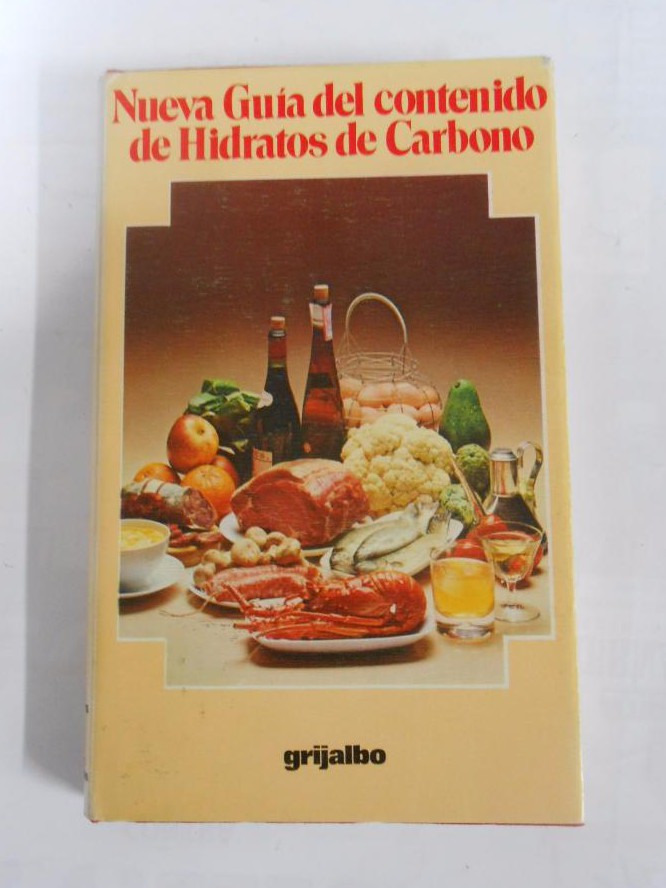 Nueva Guía del contenido
de Hidratos de Carbono
grijalbo